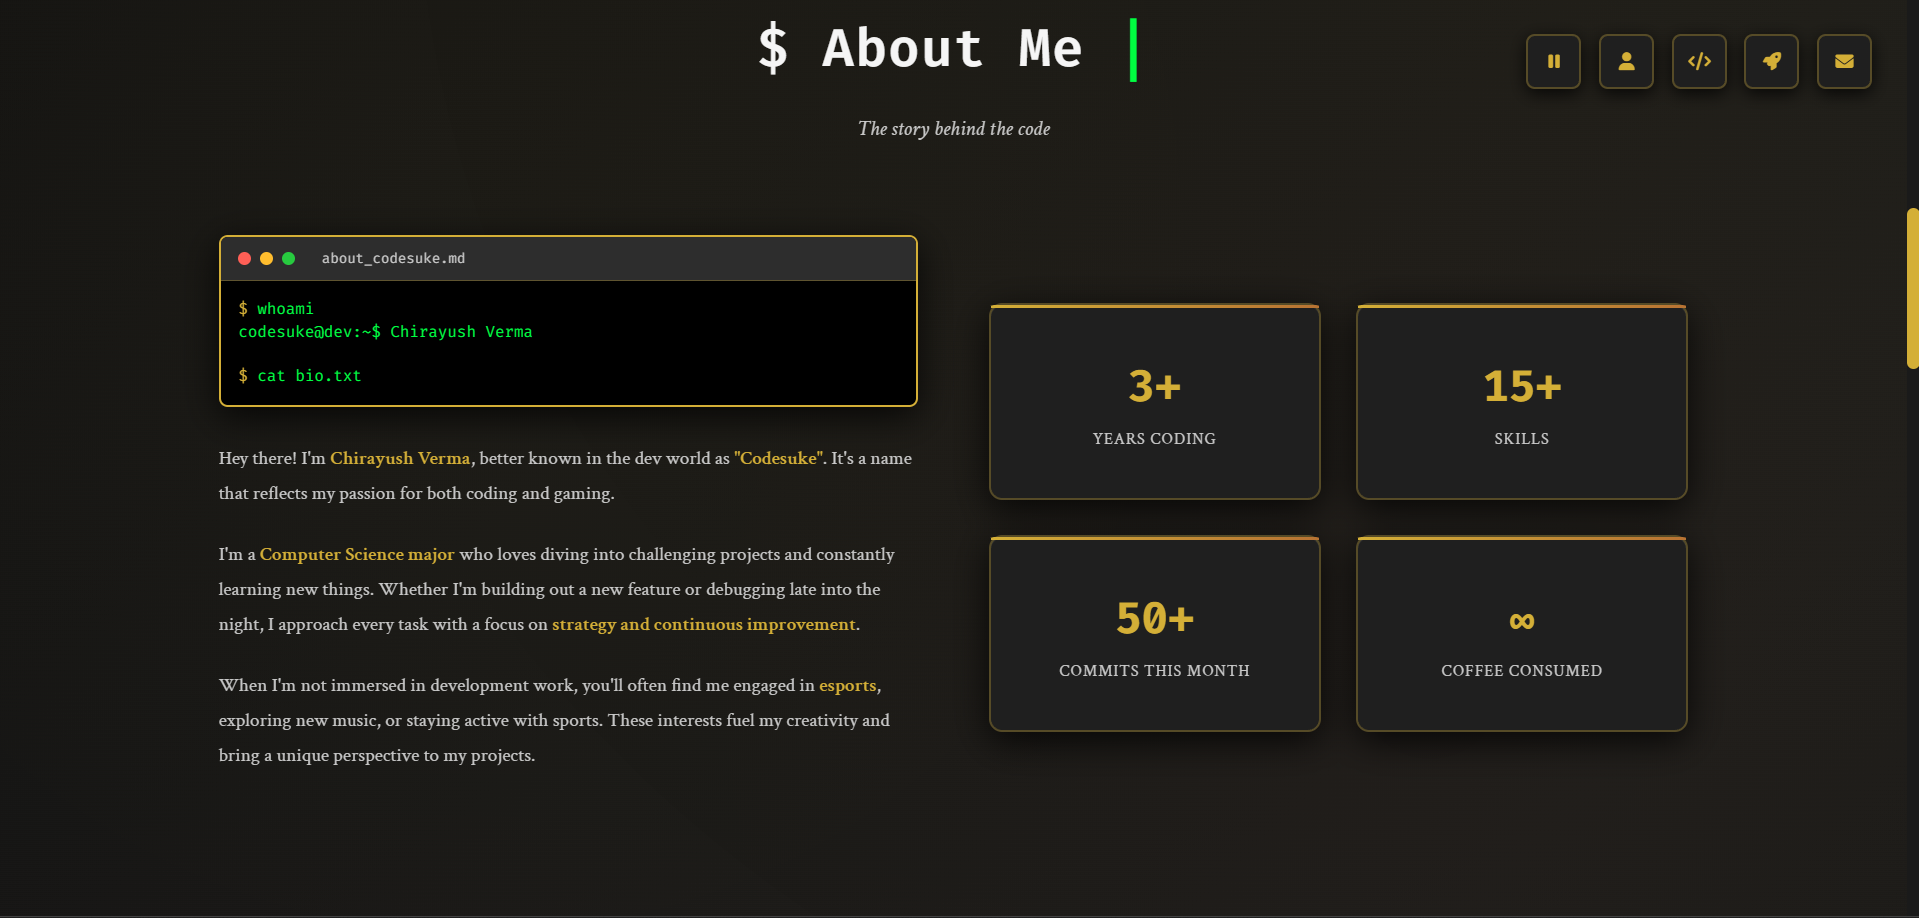 $ About Me
The story behind the code
about_codesuke.md
$ whoami
codesuke@dev:~$ Chirayush Verma
$ cat bio.txt
Hey there! I'm Chirayush Verma, better known in the dev world as "Codesuke". It's a name
that reflects my passion for both coding and gaming.
I'm a Computer Science major who loves diving into challenging projects and constantly
learning new things. Whether I'm building out a new feature or debugging late into the
night, I approach every task with a focus on strategy and continuous improvement.
When I'm not immersed in development work, you'll often find me engaged in esports,
exploring new music, or staying active with sports. These interests fuel my creativity and
bring a unique perspective to my projects.
3+
YEARS CODING
15+
SKILLS
50+
COMMITS THIS MONTH
∞
COFFEE CONSUMED